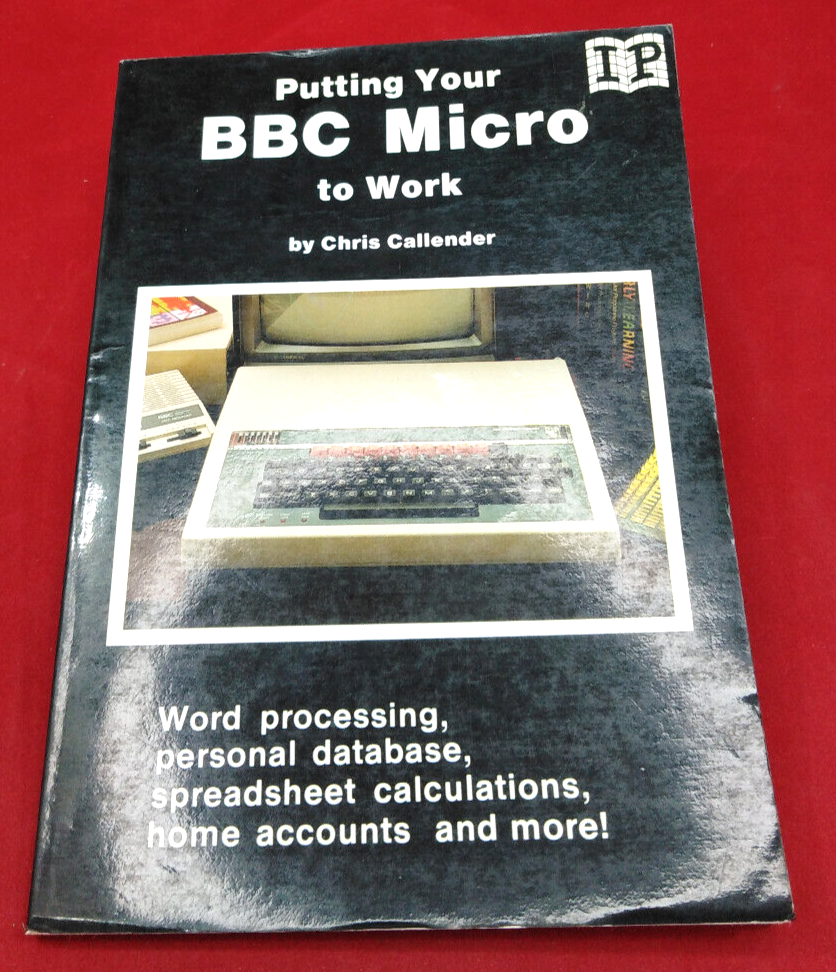 IP
Putting Your
BBC Micro
to Work
by Chris Callender
Word processing,
personal database,
spreadsheet calculations,
home accounts and more!